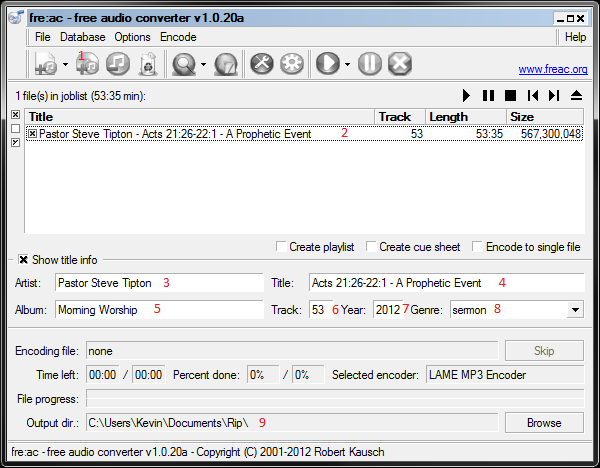 fre:ac - free audio converter v1.0.20a
File Database Options Encode Help
1
www.freac.org
1 file(s) in joblist (53:35 min):
Title Track Length Size
Pastor Steve Tipton - Acts 21:26-22:1 - A Prophetic Event 2 53 53:35 567,300,048
Create playlist Create cue sheet Encode to single file
Show title info
Artist: Pastor Steve Tipton 3 Title: Acts 21:26-22:1 - A Prophetic Event 4
Album: Morning Worship 5 Track: 53 6 Year: 2012 7 Genre: sermon 8
Encoding file: none Skip
Time left: 00:00 / 00:00 Percent done: 0% / 0% Selected encoder: LAME MP3 Encoder
File progress:
Output dir.: C:\Users\Kevin\Documents\Rip\ 9 Browse
fre:ac - free audio converter v1.0.20a - Copyright (C) 2001-2012 Robert Kausch